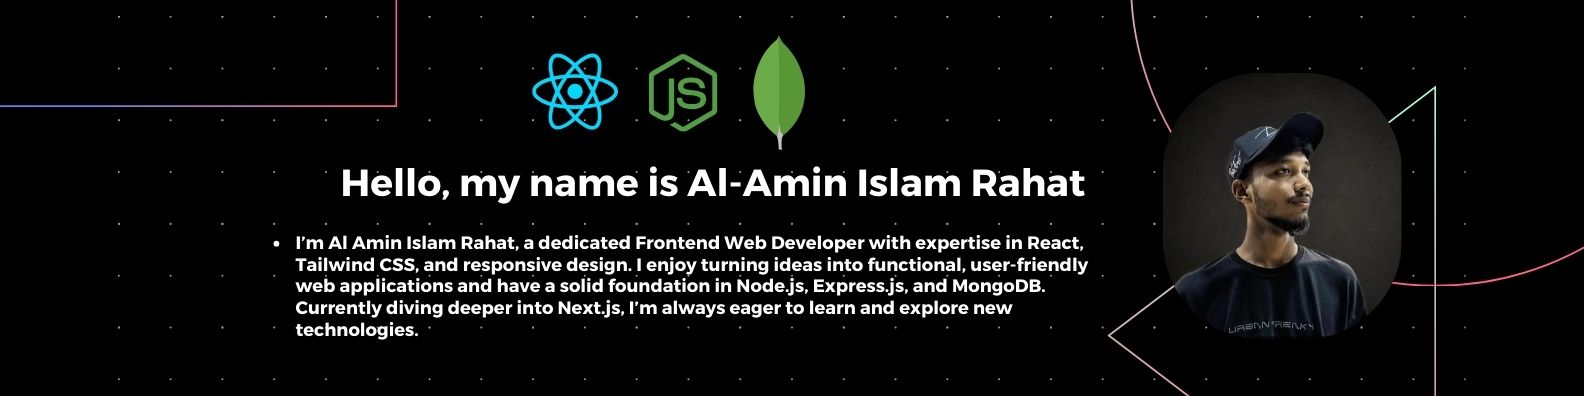 JS
Hello, my name is Al-Amin Islam Rahat
• I’m Al Amin Islam Rahat, a dedicated Frontend Web Developer with expertise in React,
Tailwind CSS, and responsive design. I enjoy turning ideas into functional, user-friendly
web applications and have a solid foundation in Node.js, Express.js, and MongoDB.
Currently diving deeper into Next.js, I’m always eager to learn and explore new
technologies.
URBANFREAKY